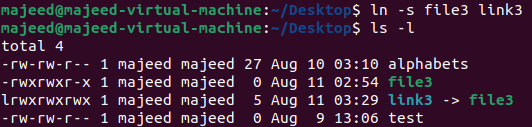 majeed@majeed-virtual-machine:~/Desktop$ ln -s file3 link3
majeed@majeed-virtual-machine:~/Desktop$ ls -l
total 4
-rw-rw-r-- 1 majeed majeed 27 Aug 10 03:10 alphabets
-rwxrwxr-x 1 majeed majeed  0 Aug 11 02:54 file3
lrwxrwxrwx 1 majeed majeed  5 Aug 11 03:29 link3 -> file3
-rw-rw-r-- 1 majeed majeed  0 Aug  9 13:06 test